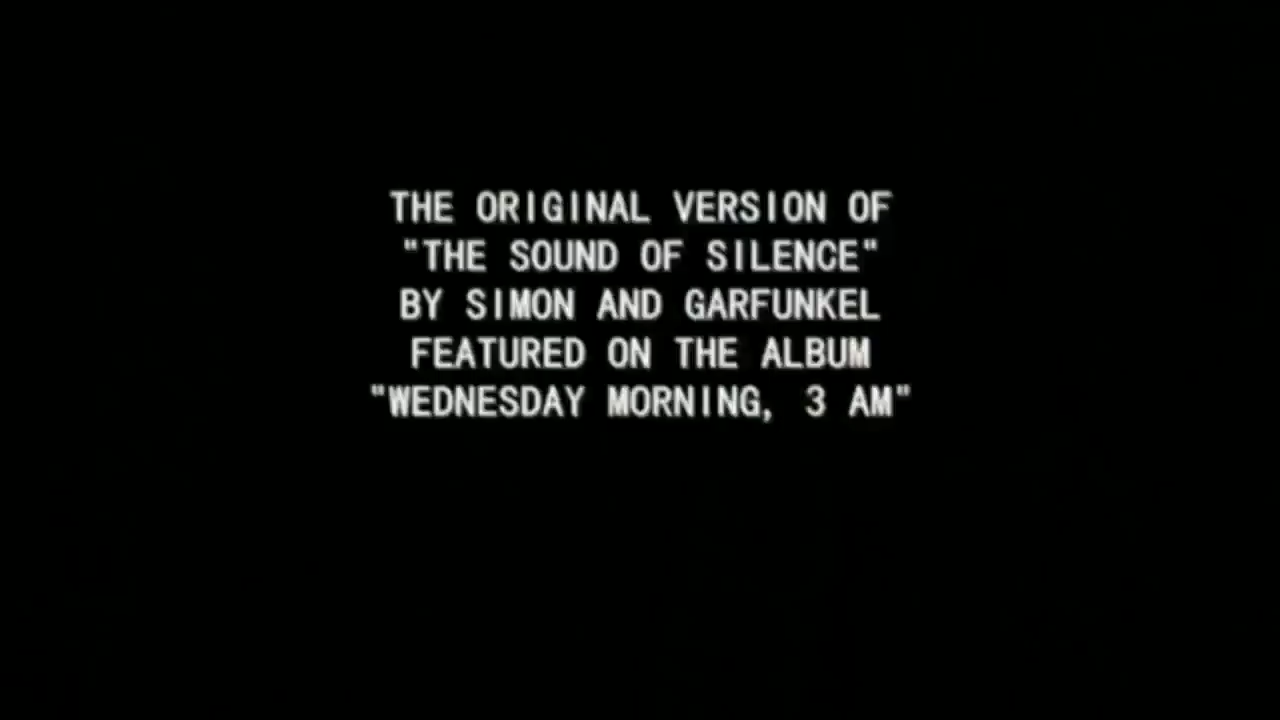 THE ORIGINAL VERSION OF
"THE SOUND OF SILENCE"
BY SIMON AND GARFUNKEL
FEATURED ON THE ALBUM
"WEDNESDAY MORNING, 3 AM"